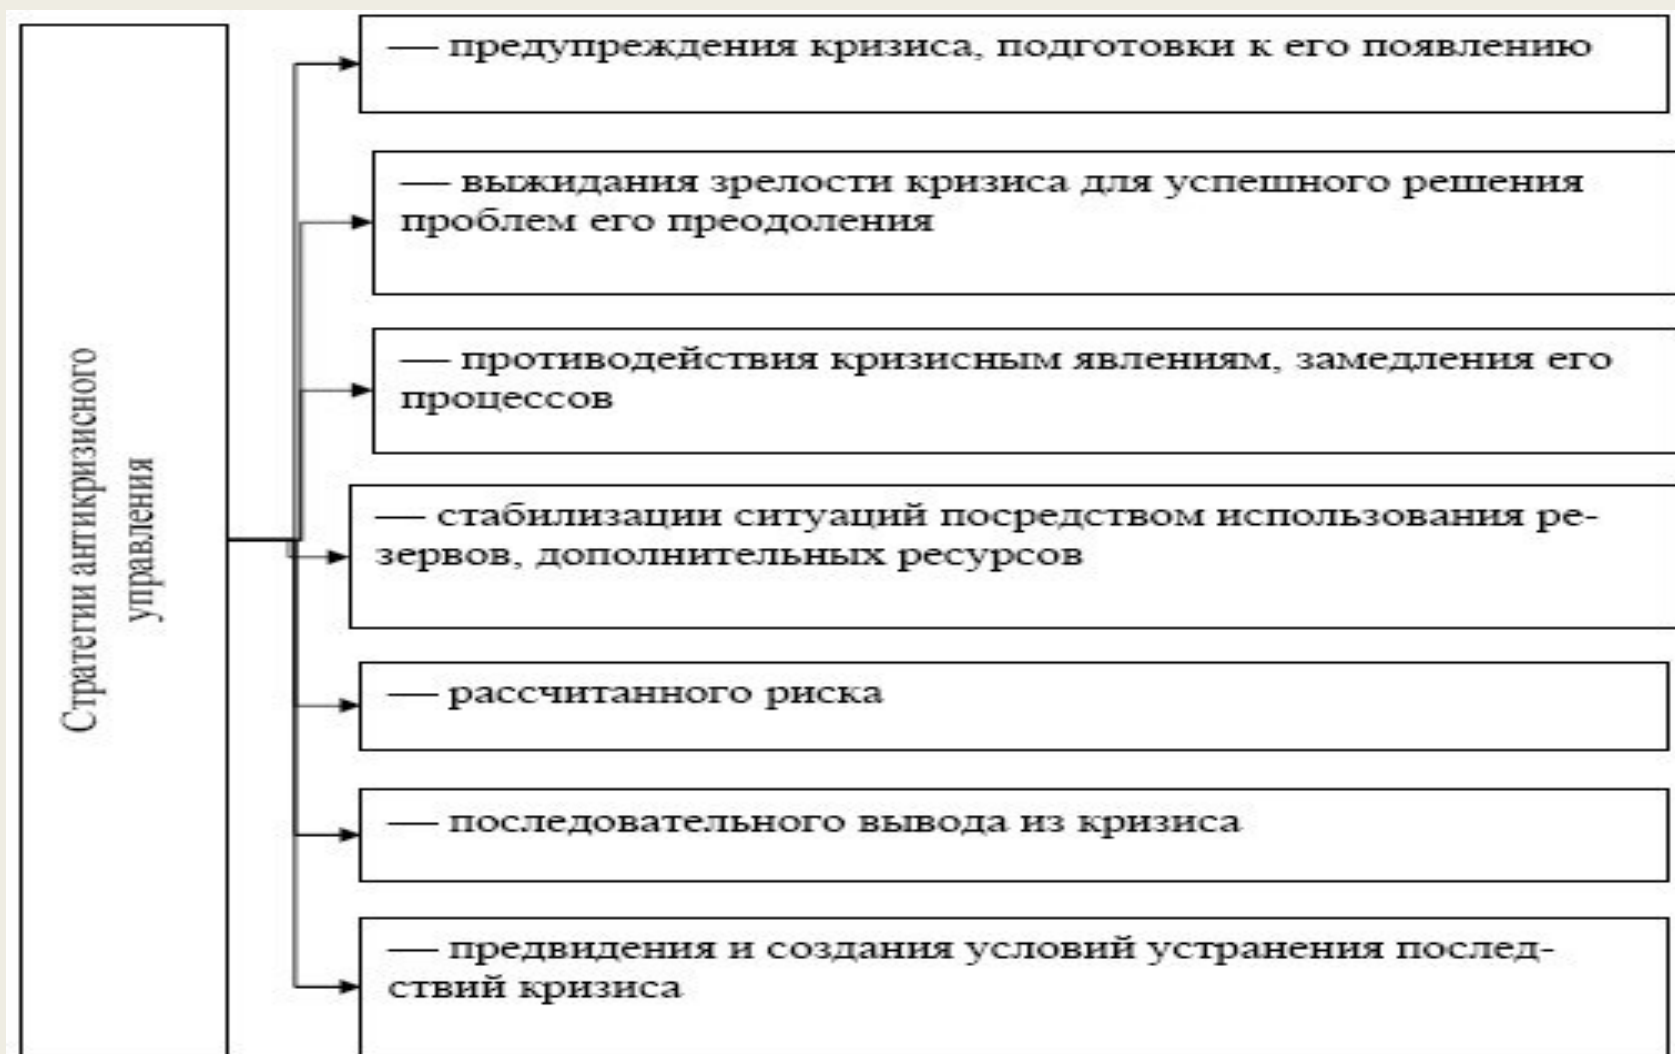 Стратегии антикризисного
управления
— предупреждения кризиса, подготовки к его появлению
— выжидания зрелости кризиса для успешного решения
проблем его преодоления
— противодействия кризисным явлениям, замедления его
процессов
— стабилизации ситуаций посредством использования ре-
зервов, дополнительных ресурсов
— рассчитанного риска
— последовательного вывода из кризиса
— предвидения и создания условий устранения послед-
ствий кризиса